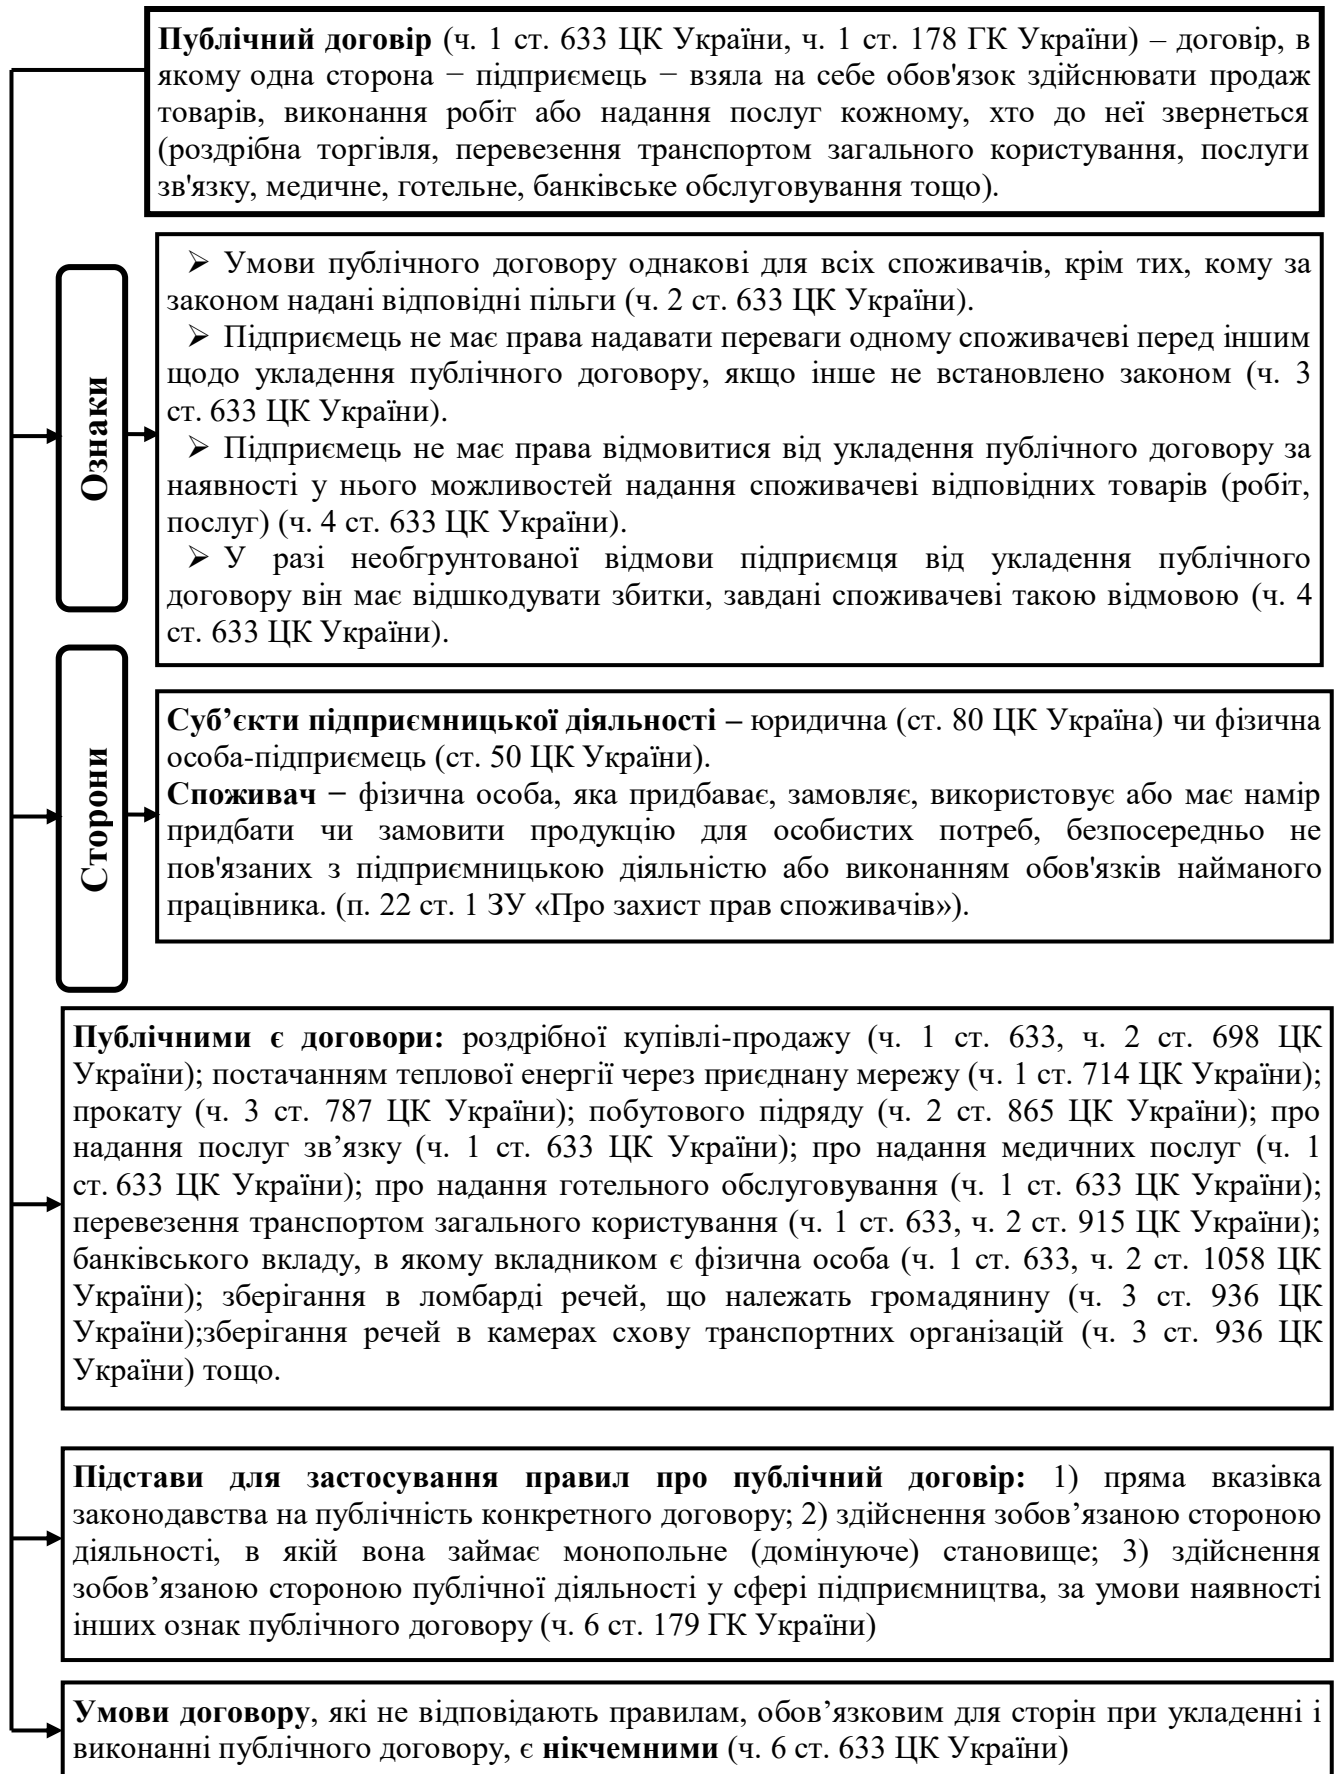 Публічний договір (ч. 1 ст. 633 ЦК України, ч. 1 ст. 178 ГК України) – договір, в
якому одна сторона − підприємець − взяла на себе обов'язок здійснювати продаж
товарів, виконання робіт або надання послуг кожному, хто до неї звернеться
(роздрібна торгівля, перевезення транспортом загального користування, послуги
зв'язку, медичне, готельне, банківське обслуговування тощо).
Ознаки
➢ Умови публічного договору однакові для всіх споживачів, крім тих, кому за
законом надані відповідні пільги (ч. 2 ст. 633 ЦК України).
➢ Підприємець не має права надавати переваги одному споживачеві перед іншим
щодо укладення публічного договору, якщо інше не встановлено законом (ч. 3
ст. 633 ЦК України).
➢ Підприємець не має права відмовитися від укладення публічного договору за
наявності у нього можливостей надання споживачеві відповідних товарів (робіт,
послуг) (ч. 4 ст. 633 ЦК України).
➢ У разі необгрунтованої відмови підприємця від укладення публічного
договору він має відшкодувати збитки, завдані споживачеві такою відмовою (ч. 4
ст. 633 ЦК України).
Сторони
Суб’єкти підприємницької діяльності – юридична (ст. 80 ЦК Україна) чи фізична
особа-підприємець (ст. 50 ЦК України).
Споживач − фізична особа, яка придбаває, замовляє, використовує або має намір
придбати чи замовити продукцію для особистих потреб, безпосередньо не
пов'язаних з підприємницькою діяльністю або виконанням обов'язків найманого
працівника. (п. 22 ст. 1 ЗУ «Про захист прав споживачів»).
Публічними є договори: роздрібної купівлі-продажу (ч. 1 ст. 633, ч. 2 ст. 698 ЦК
України); постачанням теплової енергії через приєднану мережу (ч. 1 ст. 714 ЦК України);
прокату (ч. 3 ст. 787 ЦК України); побутового підряду (ч. 2 ст. 865 ЦК України); про
надання послуг зв’язку (ч. 1 ст. 633 ЦК України); про надання медичних послуг (ч. 1
ст. 633 ЦК України); про надання готельного обслуговування (ч. 1 ст. 633 ЦК України);
перевезення транспортом загального користування (ч. 1 ст. 633, ч. 2 ст. 915 ЦК України);
банківського вкладу, в якому вкладником є фізична особа (ч. 1 ст. 633, ч. 2 ст. 1058 ЦК
України); зберігання в ломбарді речей, що належать громадянину (ч. 3 ст. 936 ЦК
України);зберігання речей в камерах схову транспортних організацій (ч. 3 ст. 936 ЦК
України) тощо.
Підстави для застосування правил про публічний договір: 1) пряма вказівка
законодавства на публічність конкретного договору; 2) здійснення зобов’язаною стороною
діяльності, в якій вона займає монопольне (домінуюче) становище; 3) здійснення
зобов’язаною стороною публічної діяльності у сфері підприємництва, за умови наявності
інших ознак публічного договору (ч. 6 ст. 179 ГК України)
Умови договору, які не відповідають правилам, обов’язковим для сторін при укладенні і
виконанні публічного договору, є нікчемними (ч. 6 ст. 633 ЦК України)